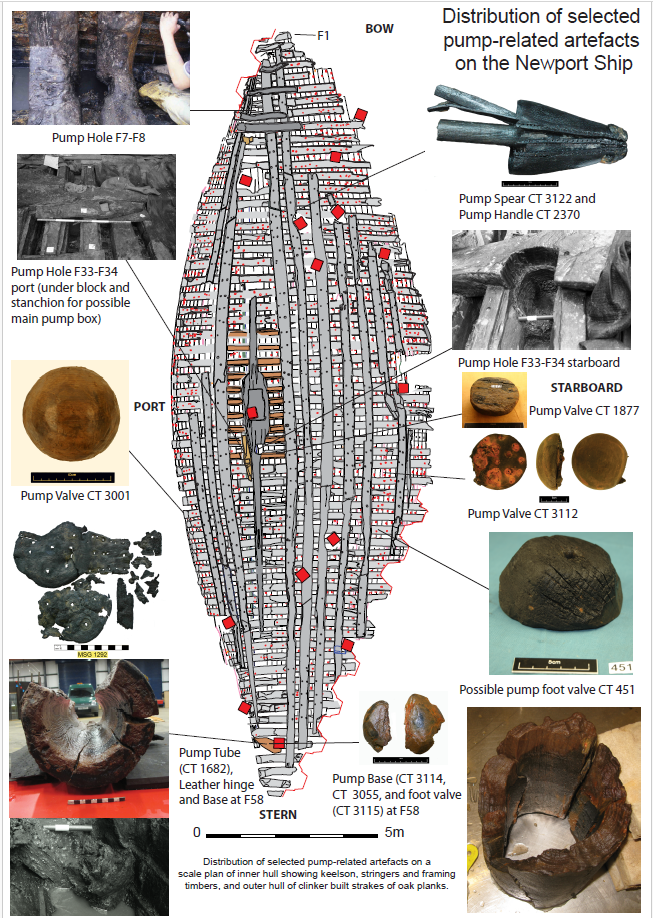 Distribution of selected
pump-related artefacts
on the Newport Ship
F1
BOW
Pump Hole F7-F8
Pump Spear CT 3122 and
Pump Handle CT 2370
Pump Hole F33-F34
port (under block and
stanchion for possible
main pump box)
Pump Hole F33-F34 starboard
STARBOARD
Pump Valve CT 1877
PORT
Pump Valve CT 3001
Pump Valve CT 3112
MSG 1292
5cm
451
Possible pump foot valve CT 451
Pump Tube
(CT 1682),
Leather hinge
and Base at F58
Pump Base (CT 3114,
CT 3055, and foot valve
(CT 3115) at F58
STERN
0 5m
Distribution of selected pump-related artefacts on a
scale plan of inner hull showing keelson, stringers and framing
timbers, and outer hull of clinker built strakes of oak planks.